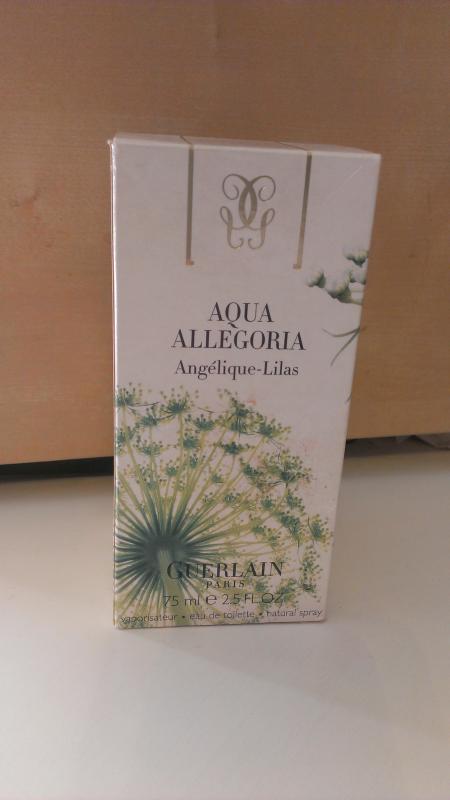 AQUA
ALLEGORIA
Angélique-Lilas
GUERLAIN
PARIS
75 ml e 2.5 FL.OZ.
vaporisateur • eau de toilette • natural spray